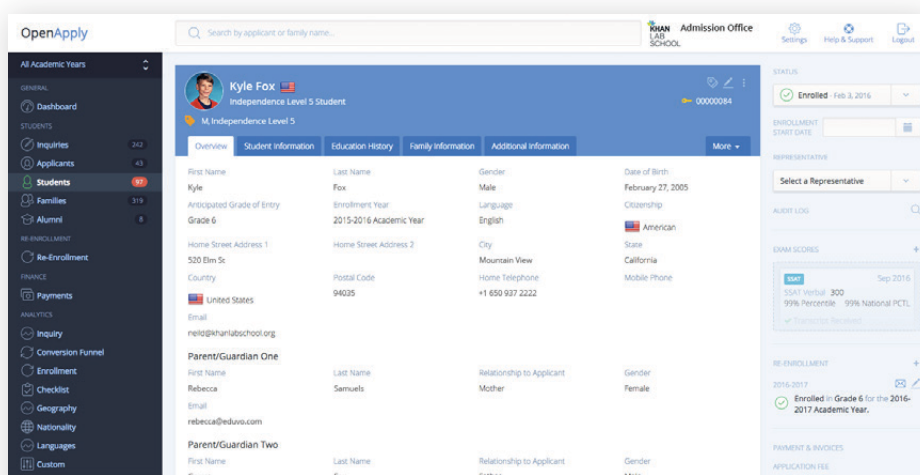 OpenApply
Search by applicant or family name..
KHAN
LAB
SCHOOL
Admission Office
Settings
Help & Support
Logout
All Academic Years
GENERAL
Dashboard
STUDENTS
Inquiries 242
Applicants 43
Students 97
Families 319
Alumni 8
RE-ENROLLMENT
Re-Enrollment
FINANCE
Payments
ANALYTICS
Inquiry
Conversion Funnel
Enrollment
Checklist
Geography
Nationality
Languages
Custom
Kyle Fox
Independence Level 5 Student
00000084
M, Independence Level 5
Overview Student Information Education History Family Information Additional Information More
First Name Last Name Gender Date of Birth
Kyle Fox Male February 27, 2005
Anticipated Grade of Entry Enrollment Year Language Citizenship
Grade 6 2015-2016 Academic Year English American
Home Street Address 1 Home Street Address 2 City State
520 Elm St Mountain View California
Country Postal Code Home Telephone Mobile Phone
United States 94035 +1 650 937 2222
Email
neild@khanlabschool.org
Parent/Guardian One
First Name Last Name Relationship to Applicant Gender
Rebecca Samuels Mother Female
Email
rebecca@eduvo.com
Parent/Guardian Two
First Name Last Name Relationship to Applicant Gender
STATUS
Enrolled - Feb 3, 2016
ENROLLMENT
START DATE
REPRESENTATIVE
Select a Representative
AUDIT LOG
EXAM SCORES
SSAT Sep 2016
SSAT Verbal 300
99% Percentile 99% National PCTL
Transcript Received
RE-ENROLLMENT
2016-2017
Enrolled in Grade 6 for the 2016-
2017 Academic Year.
PAYMENT & INVOICES
APPLICATION FEE